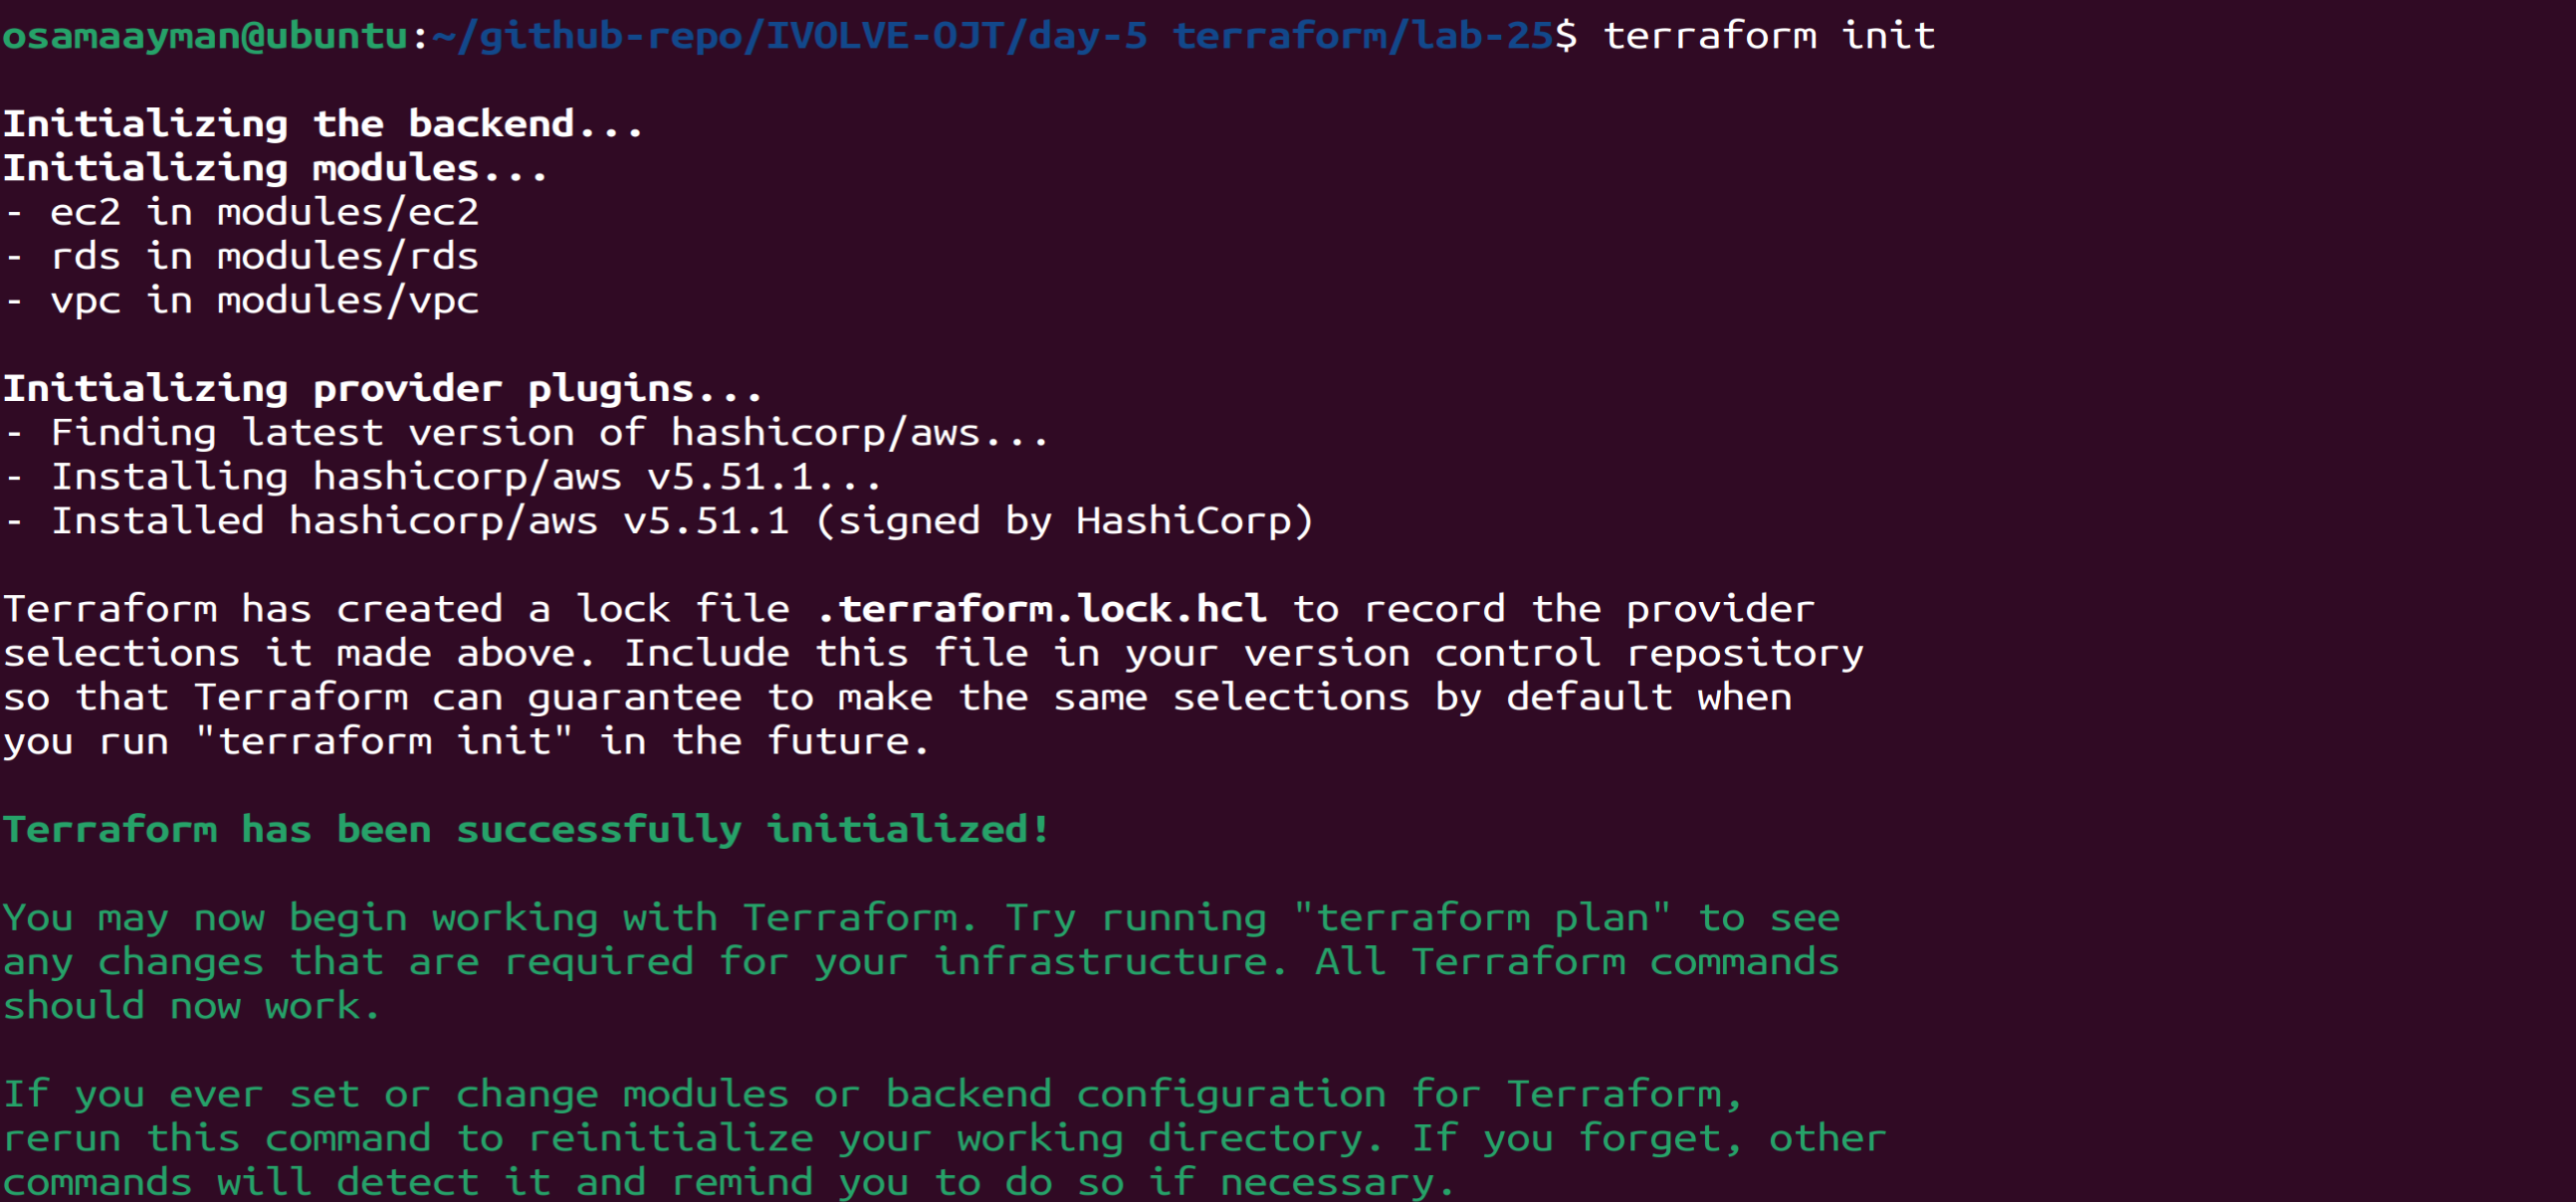 osamaayman@ubuntu:~/github-repo/IVOLVE-OJT/day-5 terraform/lab-25$ terraform init
Initializing the backend...
Initializing modules...
- ec2 in modules/ec2
- rds in modules/rds
- vpc in modules/vpc
Initializing provider plugins...
- Finding latest version of hashicorp/aws...
- Installing hashicorp/aws v5.51.1...
- Installed hashicorp/aws v5.51.1 (signed by HashiCorp)
Terraform has created a lock file .terraform.lock.hcl to record the provider
selections it made above. Include this file in your version control repository
so that Terraform can guarantee to make the same selections by default when
you run "terraform init" in the future.
Terraform has been successfully initialized!
You may now begin working with Terraform. Try running "terraform plan" to see
any changes that are required for your infrastructure. All Terraform commands
should now work.
If you ever set or change modules or backend configuration for Terraform,
rerun this command to reinitialize your working directory. If you forget, other
commands will detect it and remind you to do so if necessary.